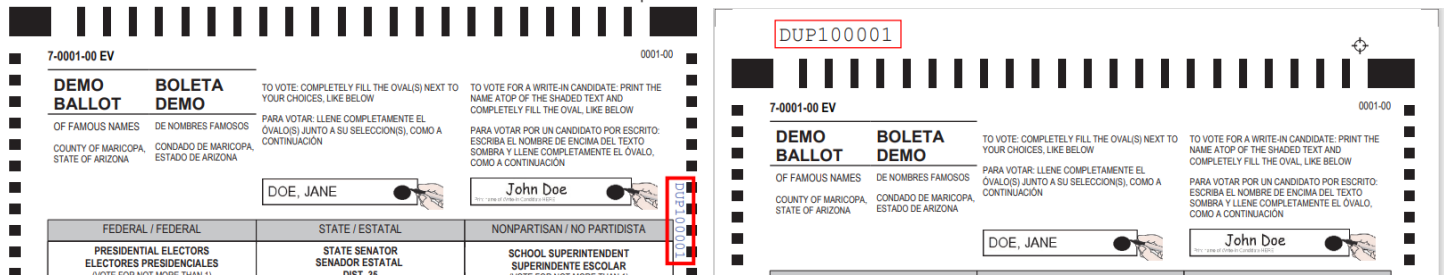 7-0001-00 EV
0001-00
DEMO
BALLOT
BOLETA
DEMO
OF FAMOUS NAMES
DE NOMBRES FAMOSOS
COUNTY OF MARICOPA,
STATE OF ARIZONA
CONDADO DE MARICOPA,
ESTADO DE ARIZONA
TO VOTE: COMPLETELY FILL THE OVAL(S) NEXT TO
YOUR CHOICES, LIKE BELOW
PARA VOTAR: LLENE COMPLETAMENTE EL
ÓVALO(S) JUNTO A SU SELECCION(S), COMO A
CONTINUACIÓN
DOE, JANE
TO VOTE FOR A WRITE-IN CANDIDATE: PRINT THE
NAME ATOP OF THE SHADED TEXT AND
COMPLETELY FILL THE OVAL, LIKE BELOW
PARA VOTAR POR UN CANDIDATO POR ESCRITO:
ESCRIBA EL NOMBRE DE ENCIMA DEL TEXTO
SOMBRA Y LLENE COMPLETAMENTE EL ÓVALO,
COMO A CONTINUACIÓN
John Doe
DUP100001
FEDERAL / FEDERAL
STATE / ESTATAL
NONPARTISAN / NO PARTIDISTA
PRESIDENTIAL ELECTORS
ELECTORES PRESIDENCIALES
(VOTE FOR NOT MORE THAN 1)
STATE SENATOR
SENADOR ESTATAL
DIST. 25
SCHOOL SUPERINTENDENT
SUPERINDENTE ESCOLAR
DUP100001
7-0001-00 EV
0001-00
DEMO
BALLOT
BOLETA
DEMO
OF FAMOUS NAMES
DE NOMBRES FAMOSOS
COUNTY OF MARICOPA,
STATE OF ARIZONA
CONDADO DE MARICOPA,
ESTADO DE ARIZONA
TO VOTE: COMPLETELY FILL THE OVAL(S) NEXT TO
YOUR CHOICES, LIKE BELOW
PARA VOTAR: LLENE COMPLETAMENTE EL
ÓVALO(S) JUNTO A SU SELECCION(S), COMO A
CONTINUACIÓN
DOE, JANE
TO VOTE FOR A WRITE-IN CANDIDATE: PRINT THE
NAME ATOP OF THE SHADED TEXT AND
COMPLETELY FILL THE OVAL, LIKE BELOW
PARA VOTAR POR UN CANDIDATO POR ESCRITO:
ESCRIBA EL NOMBRE DE ENCIMA DEL TEXTO
SOMBRA Y LLENE COMPLETAMENTE EL ÓVALO,
COMO A CONTINUACIÓN
John Doe